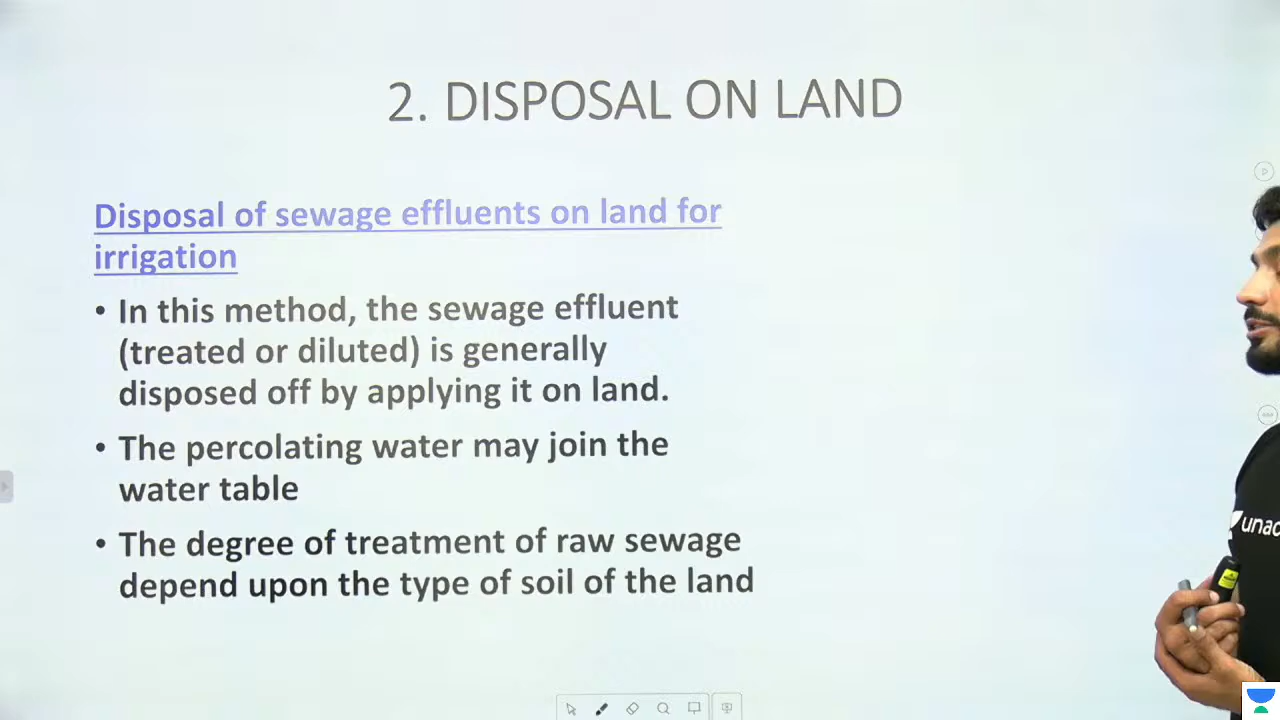 2. DISPOSAL ON LAND
Disposal of sewage effluents on land for
irrigation
• In this method, the sewage effluent
(treated or diluted) is generally
disposed off by applying it on land.
• The percolating water may join the
water table
• The degree of treatment of raw sewage
depend upon the type of soil of the land